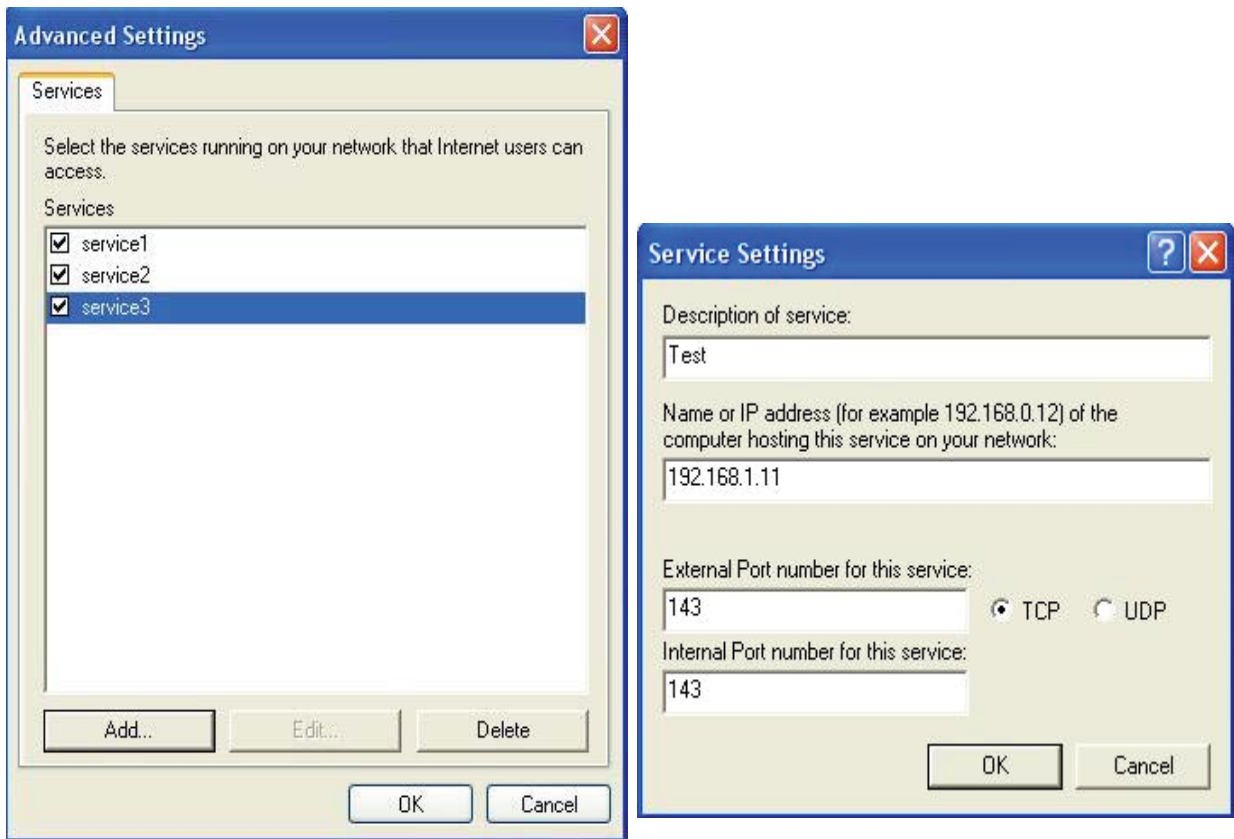 Advanced Settings
Services
Select the services running on your network that Internet users can
access.
Services
service1
service2
service3
Add...
Edit...
Delete
OK
Cancel
Service Settings
?
Description of service:
Test
Name or IP address (for example 192.168.0.12) of the
computer hosting this service on your network:
192.168.1.11
External Port number for this service:
143
TCP
UDP
Internal Port number for this service:
143
OK
Cancel